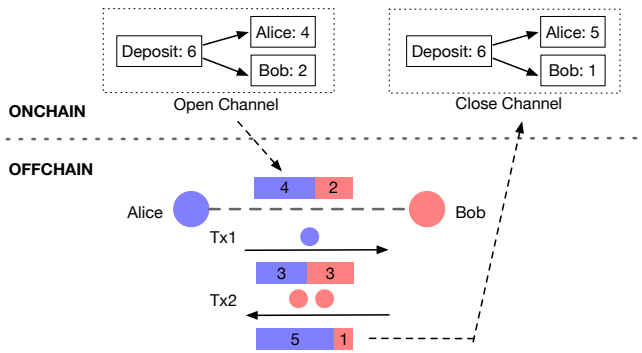 Alice: 4
Deposit: 6
Bob: 2
Open Channel
Alice: 5
Deposit: 6
Bob: 1
Close Channel
ONCHAIN
OFFCHAIN
4 2
Alice
Bob
Tx1
3 3
Tx2
5 1